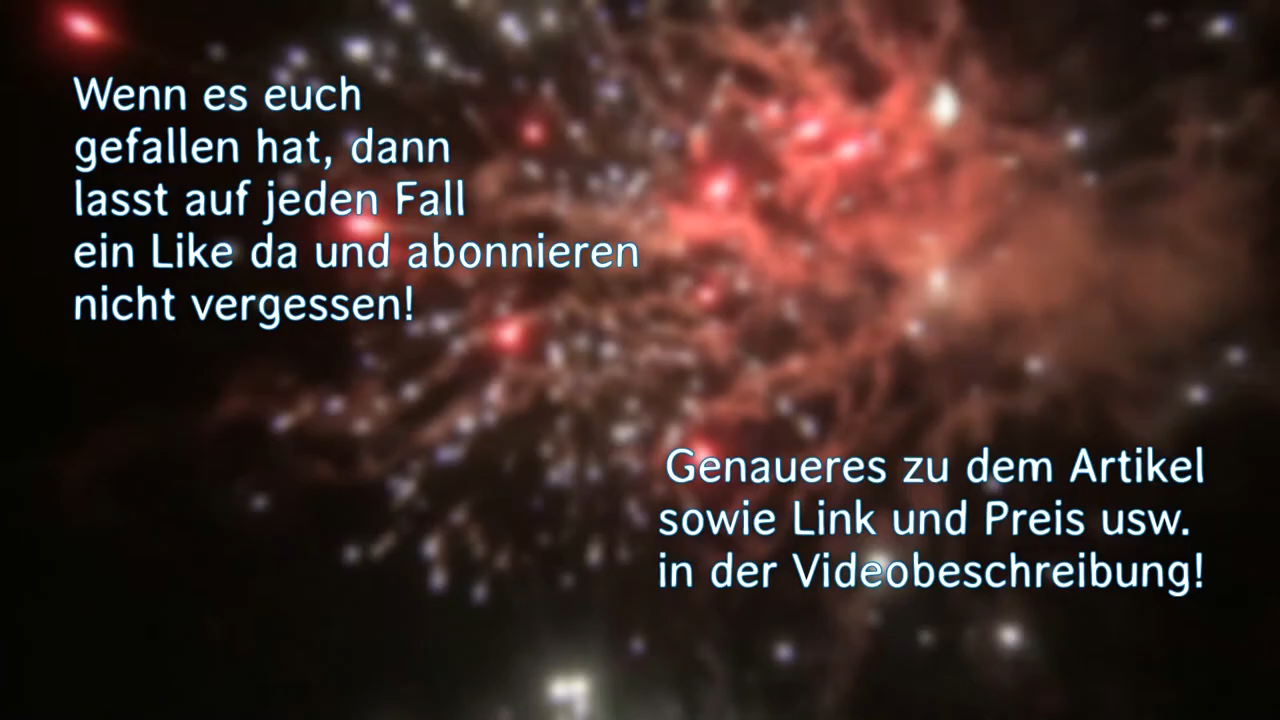 Wenn es euch
gefallen hat, dann
lasst auf jeden Fall
ein Like da und abonnieren
nicht vergessen!
Genaueres zu dem Artikel
sowie Link und Preis usw.
in der Videobeschreibung!